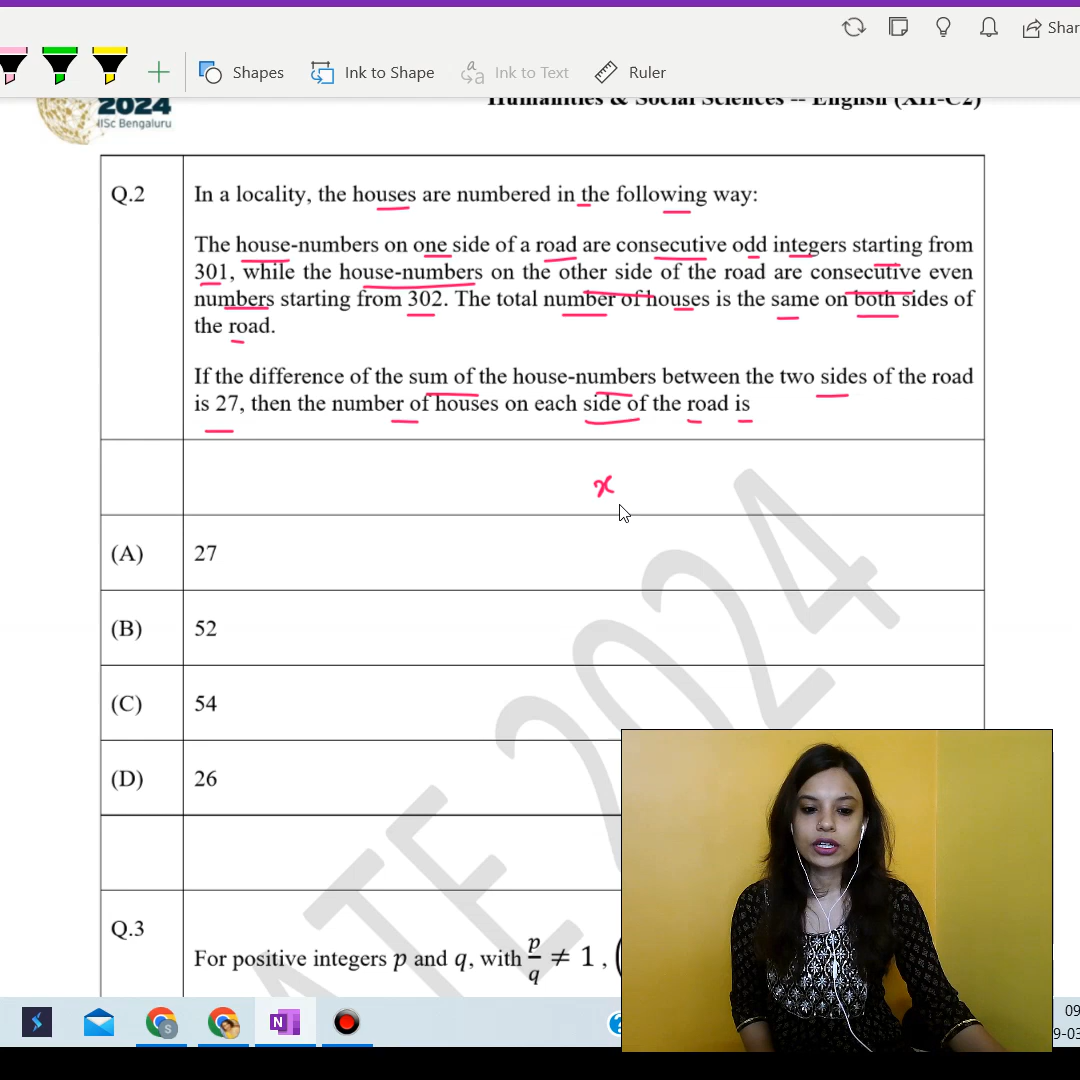 Shar
Shapes
Ink to Shape
Ink to Text
Ruler
2024
IISc Bengaluru
Humanities & Social Sciences -- English (XH-C2)
Q.2
In a locality, the houses are numbered in the following way:
The house-numbers on one side of a road are consecutive odd integers starting from
301, while the house-numbers on the other side of the road are consecutive even
numbers starting from 302. The total number of houses is the same on both sides of
the road.
If the difference of the sum of the house-numbers between the two sides of the road
is 27, then the number of houses on each side of the road is
x
(A) 27
(B) 52
(C) 54
(D) 26
ATE 2024
Q.3
For positive integers p and q, with p/q ≠ 1, (
S
N
09
9-03